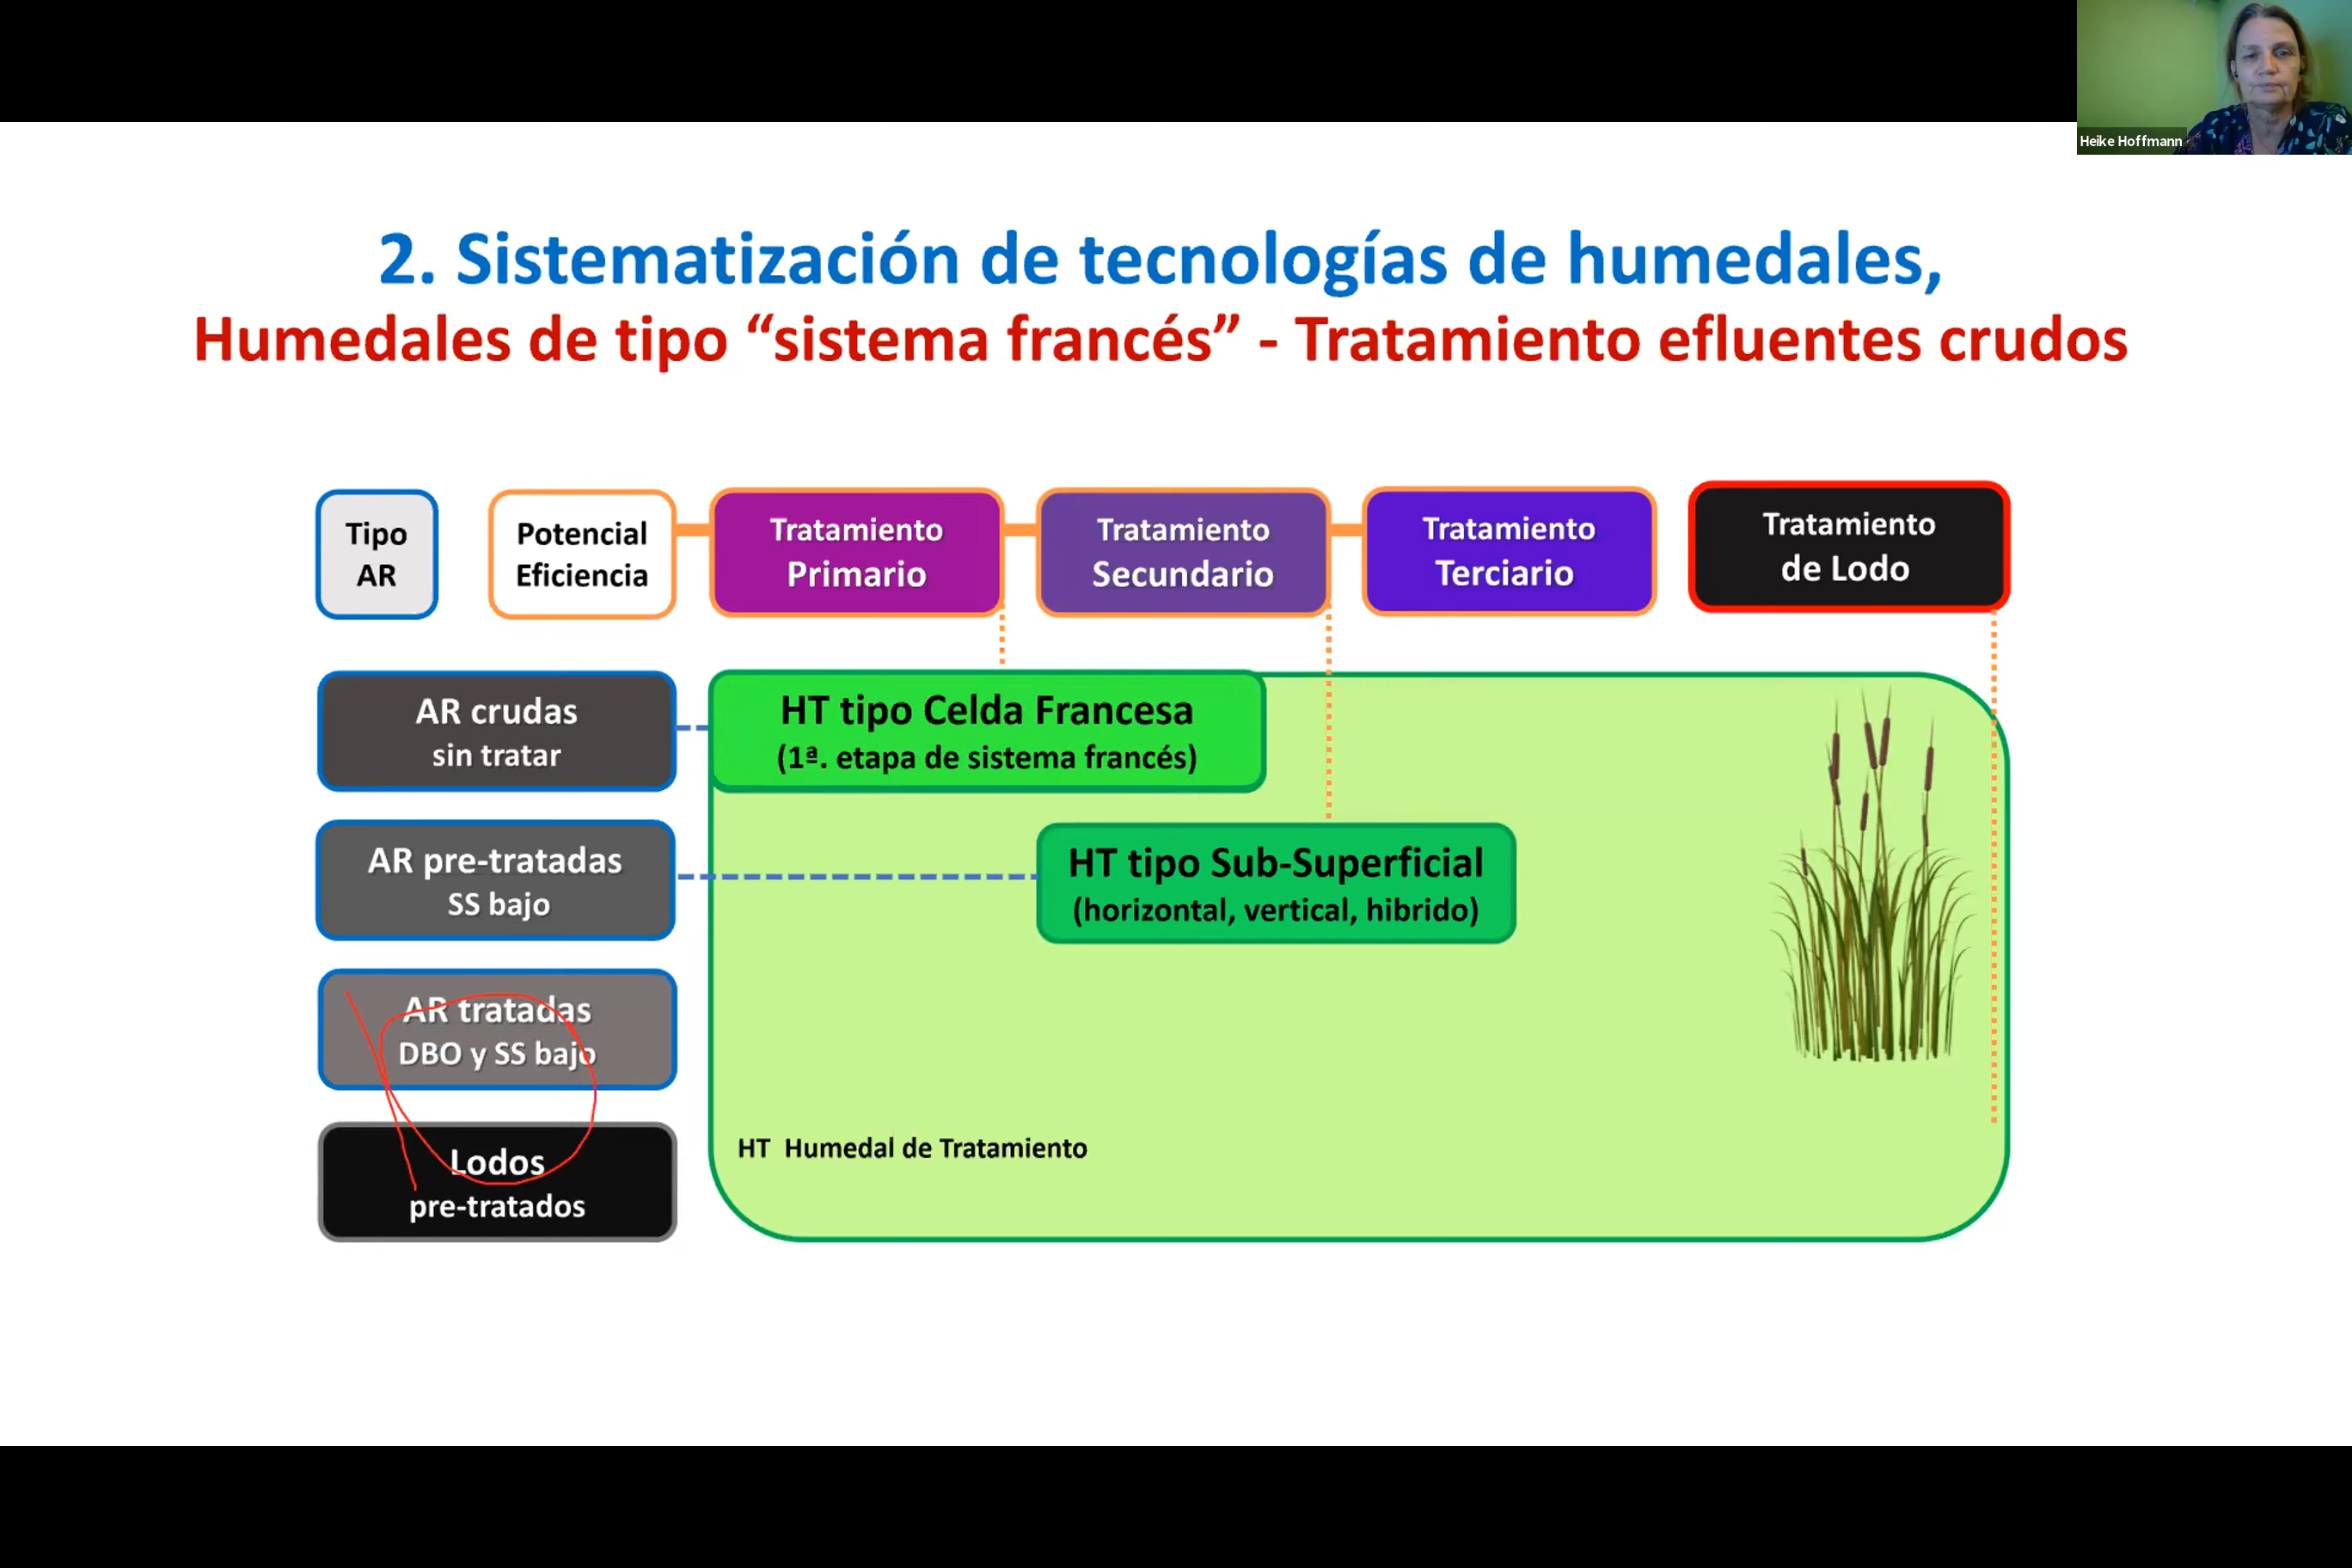 Heike Hoffmann
2. Sistematización de tecnologías de humedales,
Humedales de tipo “sistema francés” - Tratamiento efluentes crudos
Tipo
AR
Potencial
Eficiencia
Tratamiento
Primario
Tratamiento
Secundario
Tratamiento
Terciario
Tratamiento
de Lodo
AR crudas
sin tratar
HT tipo Celda Francesa
(1ª. etapa de sistema francés)
AR pre-tratadas
SS bajo
HT tipo Sub-Superficial
(horizontal, vertical, hibrido)
AR tratadas
DBO y SS bajo
Lodos
pre-tratados
HT Humedal de Tratamiento